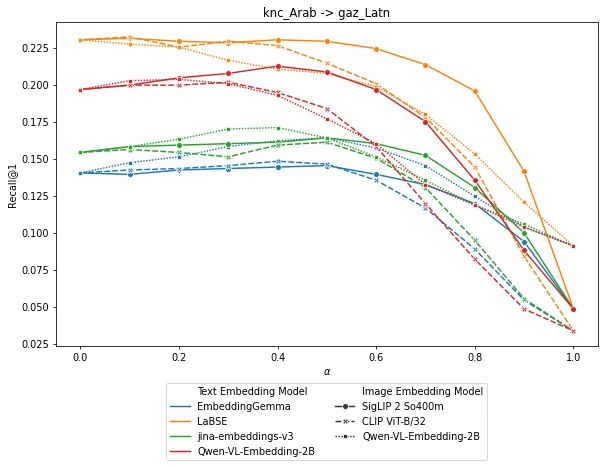 knc_Arab -> gaz_Latn
Recall@1
0.225
0.200
0.175
0.150
0.125
0.100
0.075
0.050
0.025
0.0 0.2 0.4 0.6 0.8 1.0
α
Text Embedding Model
EmbeddingGemma
LaBSE
jina-embeddings-v3
Qwen-VL-Embedding-2B
Image Embedding Model
SigLIP 2 So400m
CLIP ViT-B/32
Qwen-VL-Embedding-2B